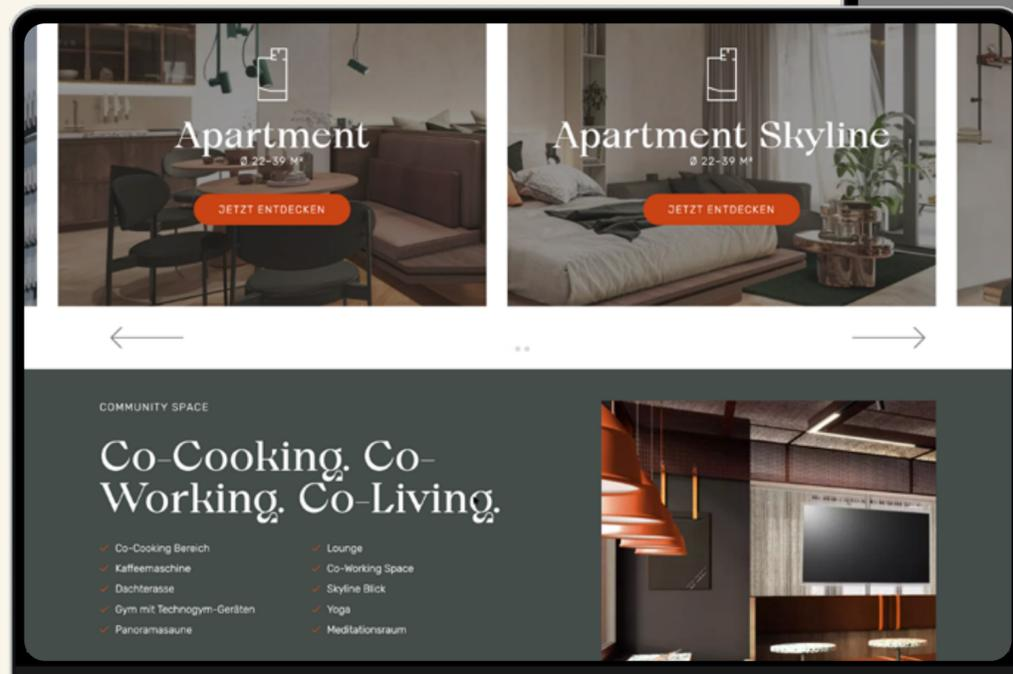 Apartment
Ø 22-39 M²
JETZT ENTDECKEN
Apartment Skyline
Ø 22-39 M²
JETZT ENTDECKEN
COMMUNITY SPACE
Co-Cooking. Co-
Working. Co-Living.
Co-Cooking Bereich
Kaffeemaschine
Dachterasse
Gym mit Technogym-Geräten
Panoramasaune
Lounge
Co-Working Space
Skyline Blick
Yoga
Meditationsraum